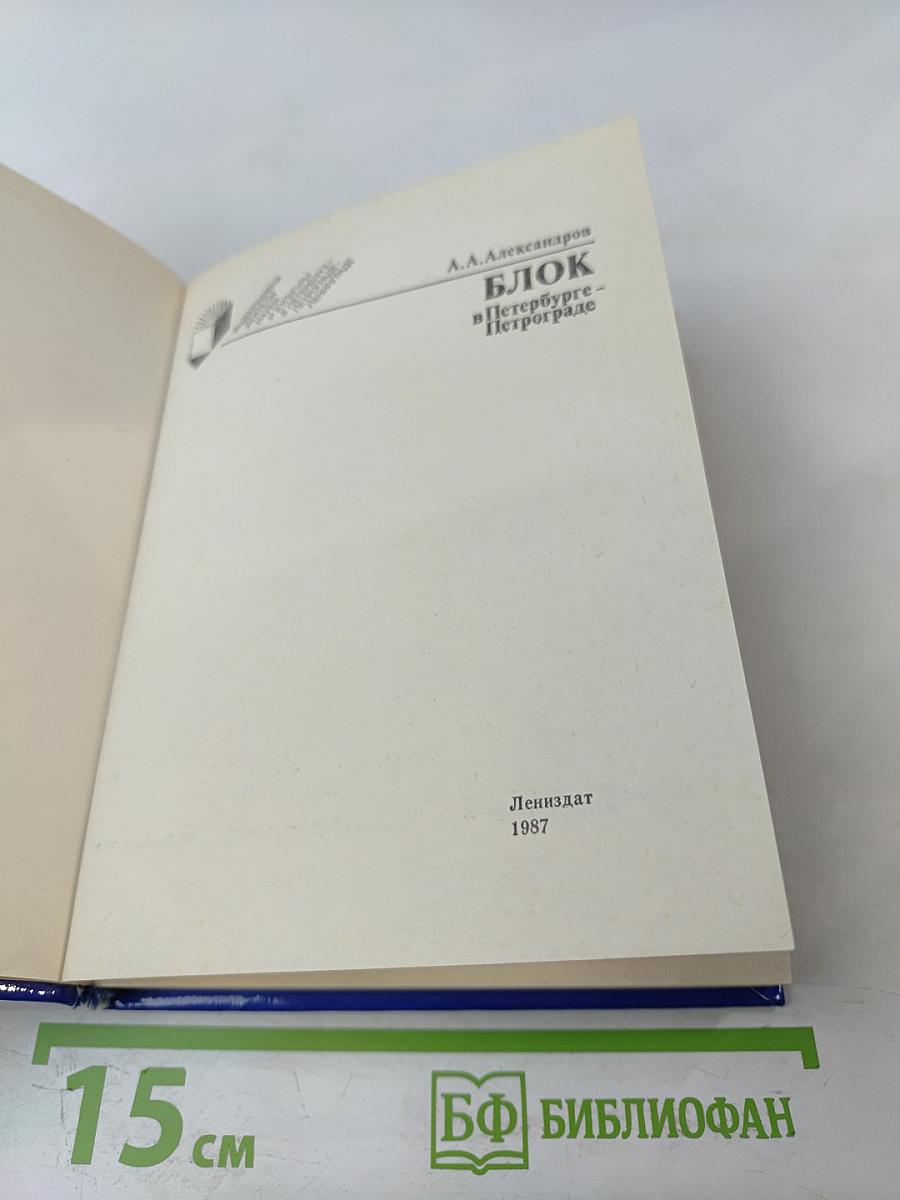 А.А.Александров
БЛОК
в Петербурге-
Петрограде
Лениздат
1987
15 см
БФ БИБЛИОФАН